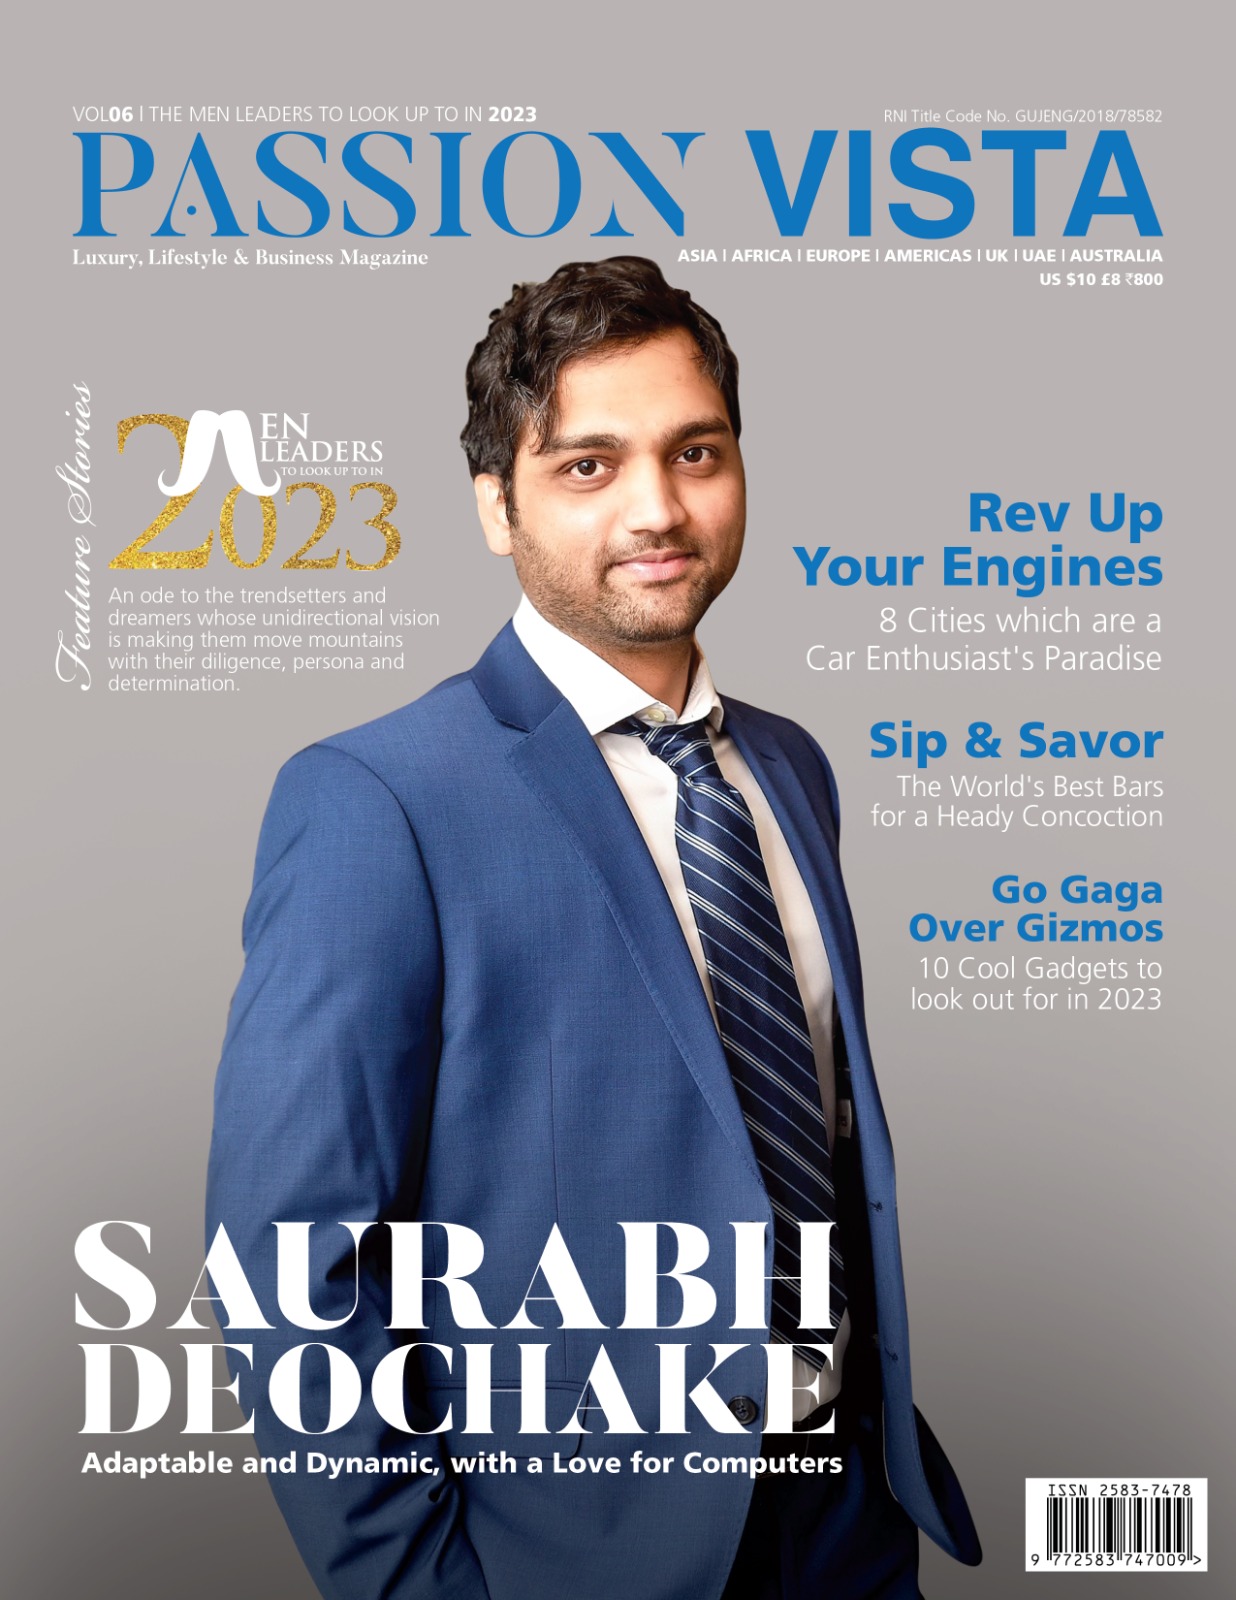 VOL06 | THE MEN LEADERS TO LOOK UP TO IN 2023
RNI Title Code No. GUJENG/2018/78582
PASSION VISTA
Luxury, Lifestyle & Business Magazine
ASIA | AFRICA | EUROPE | AMERICAS | UK | UAE | AUSTRALIA
US $10 £8 ₹800
Feature Stories
MEN
LEADERS
TO LOOK UP TO IN
2023
An ode to the trendsetters and
dreamers whose unidirectional vision
is making them move mountains
with their diligence, persona and
determination.
Rev Up
Your Engines
8 Cities which are a
Car Enthusiast's Paradise
Sip & Savor
The World's Best Bars
for a Heady Concoction
Go Gaga
Over Gizmos
10 Cool Gadgets to
look out for in 2023
SAURABH
DEOCHAKE
Adaptable and Dynamic, with a Love for Computers
ISSN 2583-7478
9 772583 747009 >